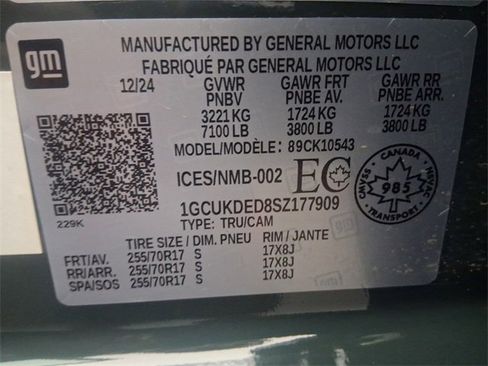 gm
MANUFACTURED BY GENERAL MOTORS LLC
FABRIQUÉ PAR GENERAL MOTORS LLC
12/24 GVWR GAWR FRT GAWR RR
PNBV PNBE AV. PNBE ARR.
3221 KG 1724 KG 1724 KG
7100 LB 3800 LB 3800 LB
MODEL/MODÈLE: 89CK10543
ICES/NMB-002 EC
CANADA
985
TRANSPORT
229K
1GCUKDED8SZ177909
TYPE: TRU/CAM
TIRE SIZE / DIM. PNEU RIM / JANTE
FRT/AV. 255/70R17 S 17X8J
RR/ARR. 255/70R17 S 17X8J
SPA/SOS 255/70R17 S 17X8J